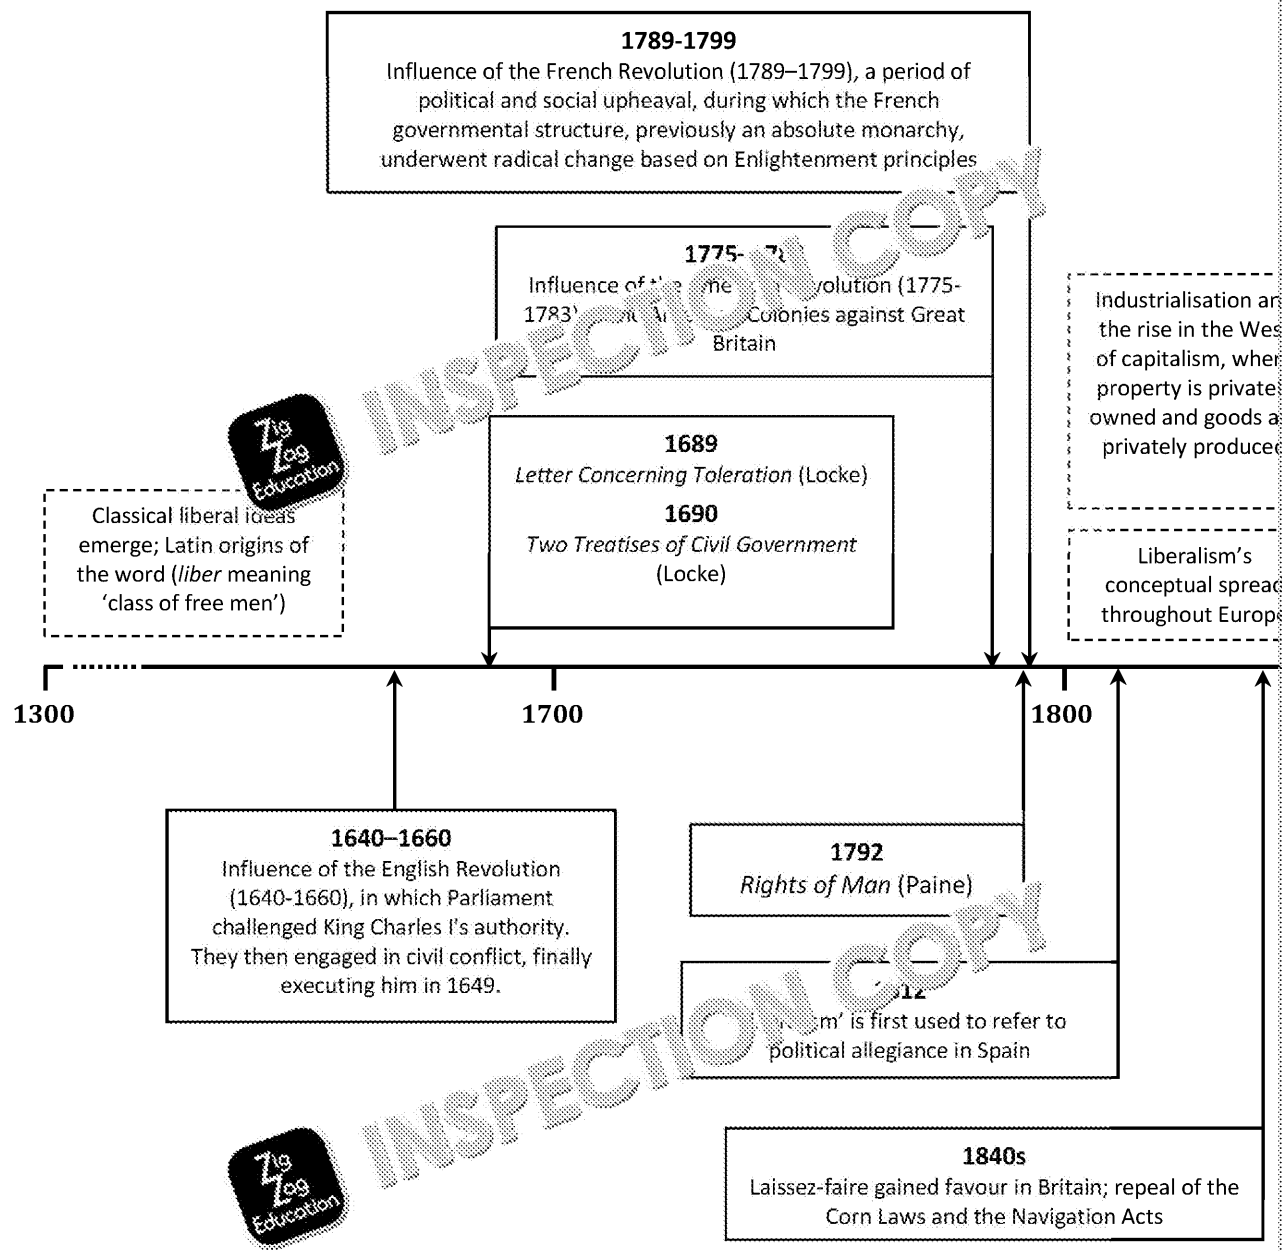 1789-1799
Influence of the French Revolution (1789–1799), a period of
political and social upheaval, during which the French
governmental structure, previously an absolute monarchy,
underwent radical change based on Enlightenment principles
INSPECTION COPY
1775-
Influence of the volution (1775-
1783) Colonies against Great
Britain
Industrialisation
the rise in the
of capitalism,
property is
owned and goods
privately
Zig
Zag
Education
1689
Letter Concerning Toleration (Locke)
1690
Two Treatises of Civil Government
(Locke)
Classical liberal ideas
emerge; Latin origins of
the word (liber meaning
‘class of free men’)
Liberalism’s
conceptual
throughout
1300
1700
1800
1640–1660
Influence of the English Revolution
(1640-1660), in which Parliament
challenged King Charles I's authority.
They then engaged in civil conflict, finally
executing him in 1649.
1792
Rights of Man (Paine)
INSPECTION COPY
is first used to refer to
political allegiance in Spain
Zig
Zag
Education
1840s
Laissez-faire gained favour in Britain; repeal of the
Corn Laws and the Navigation Acts